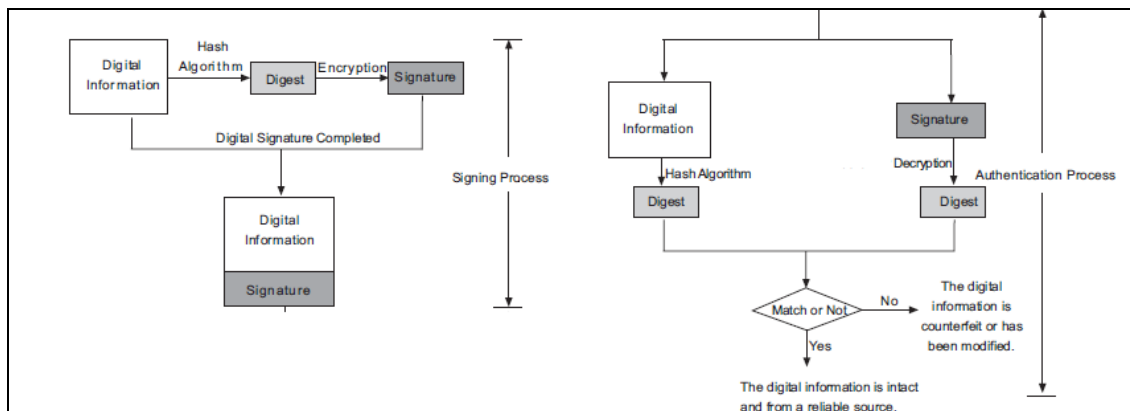 Digital
Information
Hash
Algorithm
Digest
Encryption
Signature
Digital Signature Completed
Digital
Information
Signature
Signing Process
Digital
Information
Signature
Hash Algorithm
Decryption
Digest
Digest
Authentication Process
Match or Not
No
The digital
information is
counterfeit or has
been modified.
Yes
The digital information is intact
and from a reliable source.